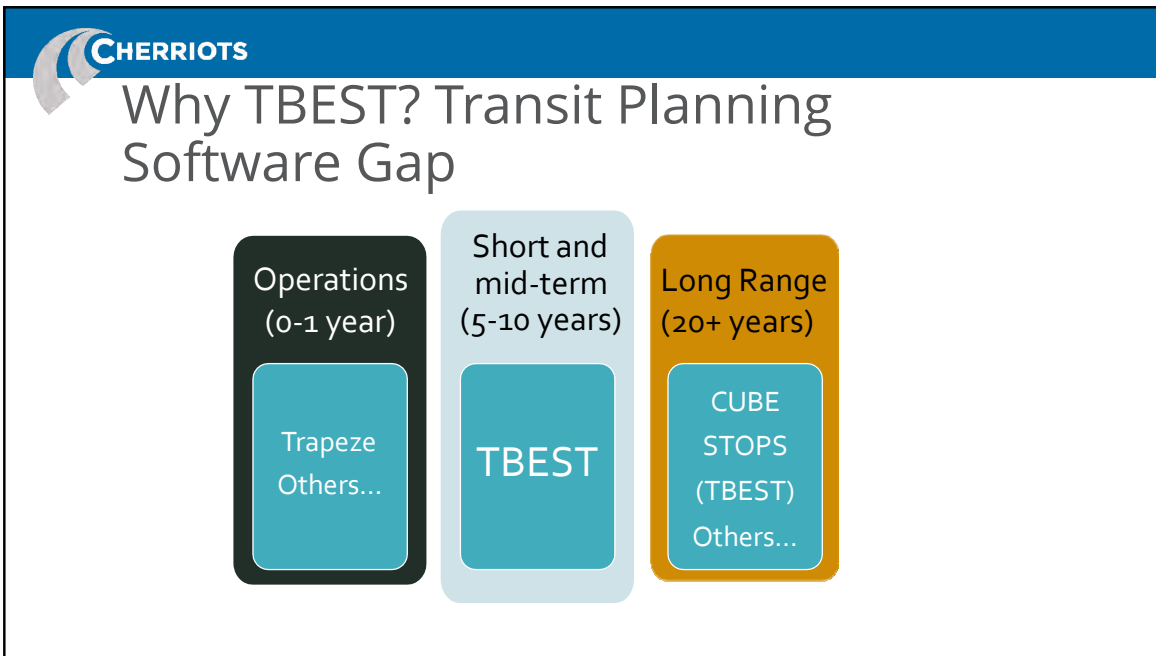 CHERRIOTS
Why TBEST? Transit Planning
Software Gap
Operations
(0-1 year)
Trapeze
Others...
Short and
mid-term
(5-10 years)
TBEST
Long Range
(20+ years)
CUBE
STOPS
(TBEST)
Others...